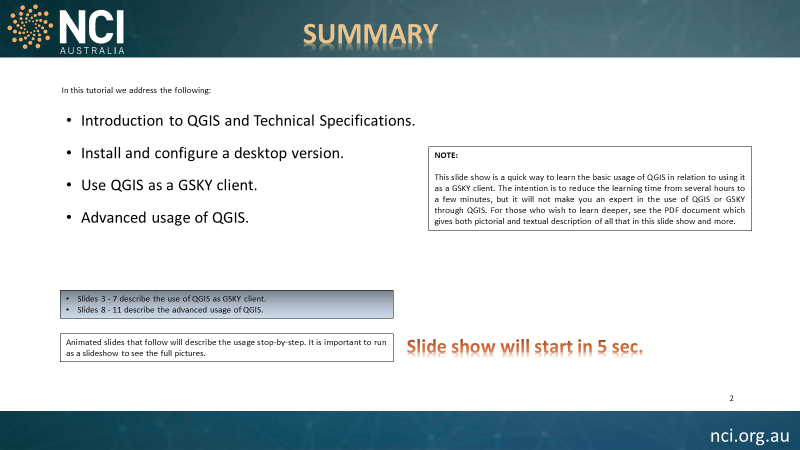 NCI
AUSTRALIA
SUMMARY
In this tutorial we address the following:
• Introduction to QGIS and Technical Specifications.
• Install and configure a desktop version.
• Use QGIS as a GSKY client.
• Advanced usage of QGIS.
NOTE:
This slide show is a quick way to learn the basic usage of QGIS in relation to using it
as a GSKY client. The intention is to reduce the learning time from several hours to
a few minutes, but it will not make you an expert in the use of QGIS or GSKY
through QGIS. For those who wish to learn deeper, see the PDF document which
gives both pictorial and textual description of all that in this slide show and more.
• Slides 3 - 7 describe the use of QGIS as GSKY client.
• Slides 8 - 11 describe the advanced usage of QGIS.
Animated slides that follow will describe the usage stop-by-step. It is important to run
as a slideshow to see the full pictures.
Slide show will start in 5 sec.
2
nci.org.au